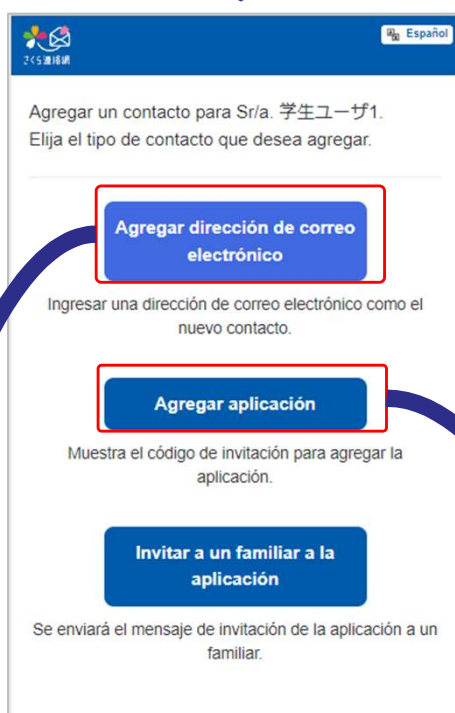 さくら連絡網
Español
Agregar un contacto para Sr/a. 学生ユーザ1.
Elija el tipo de contacto que desea agregar.
Agregar dirección de correo
electrónico
Ingresar una dirección de correo electrónico como el
nuevo contacto.
Agregar aplicación
Muestra el código de invitación para agregar la
aplicación.
Invitar a un familiar a la
aplicación
Se enviará el mensaje de invitación de la aplicación a un
familiar.